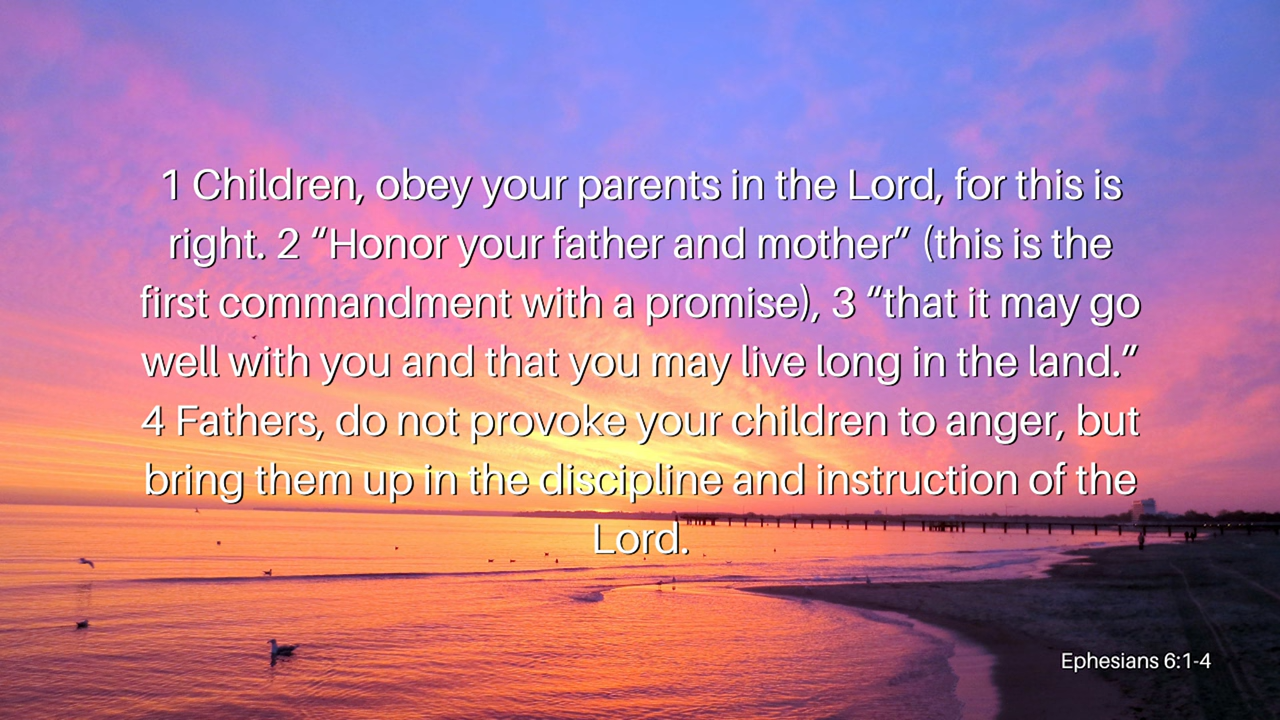 1 Children, obey your parents in the Lord, for this is
right. 2 “Honor your father and mother” (this is the
first commandment with a promise), 3 “that it may go
well with you and that you may live long in the land.”
4 Fathers, do not provoke your children to anger, but
bring them up in the discipline and instruction of the
Lord.
Ephesians 6:1-4